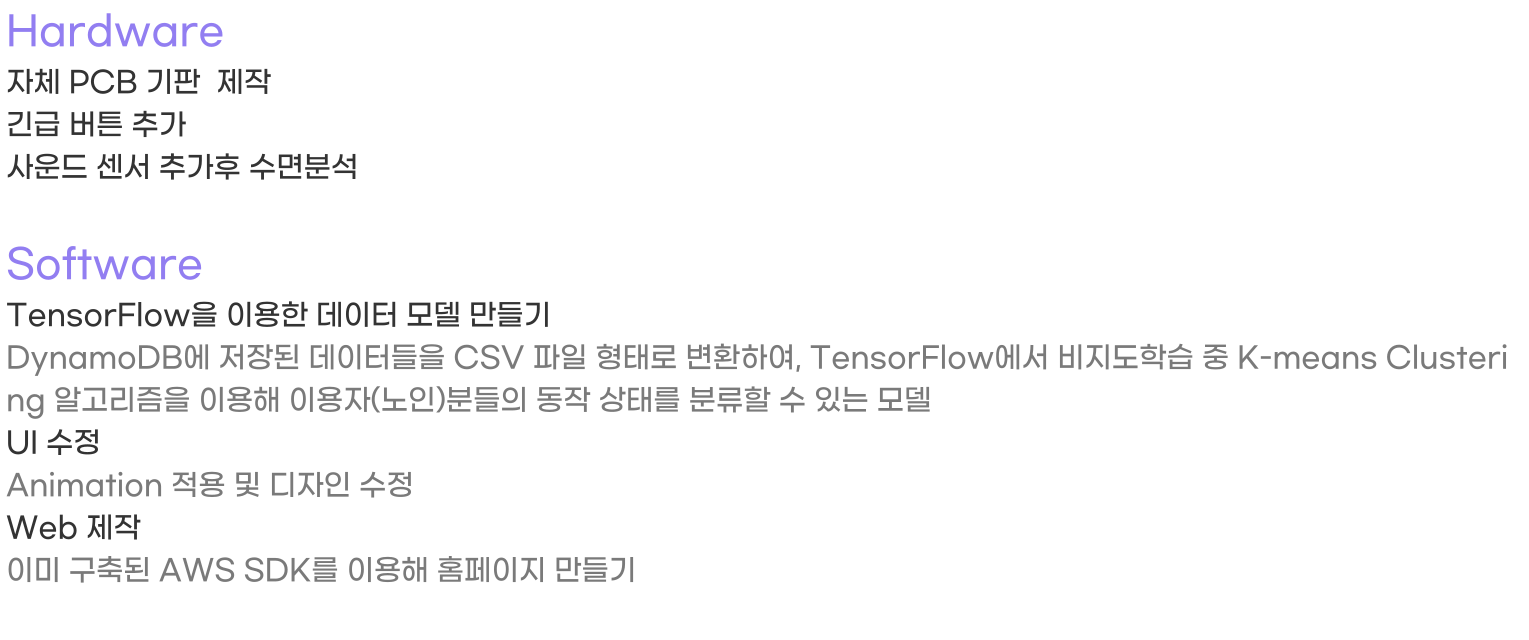 Hardware
자체 PCB 기판  제작
긴급 버튼 추가
사운드 센서 추가후 수면분석
Software
TensorFlow을 이용한 데이터 모델 만들기
DynamoDB에 저장된 데이터들을 CSV 파일 형태로 변환하여, TensorFlow에서 비지도학습 중 K-means Clusteri
ng 알고리즘을 이용해 이용자(노인)분들의 동작 상태를 분류할 수 있는 모델
UI 수정
Animation 적용 및 디자인 수정
Web 제작
이미 구축된 AWS SDK를 이용해 홈페이지 만들기